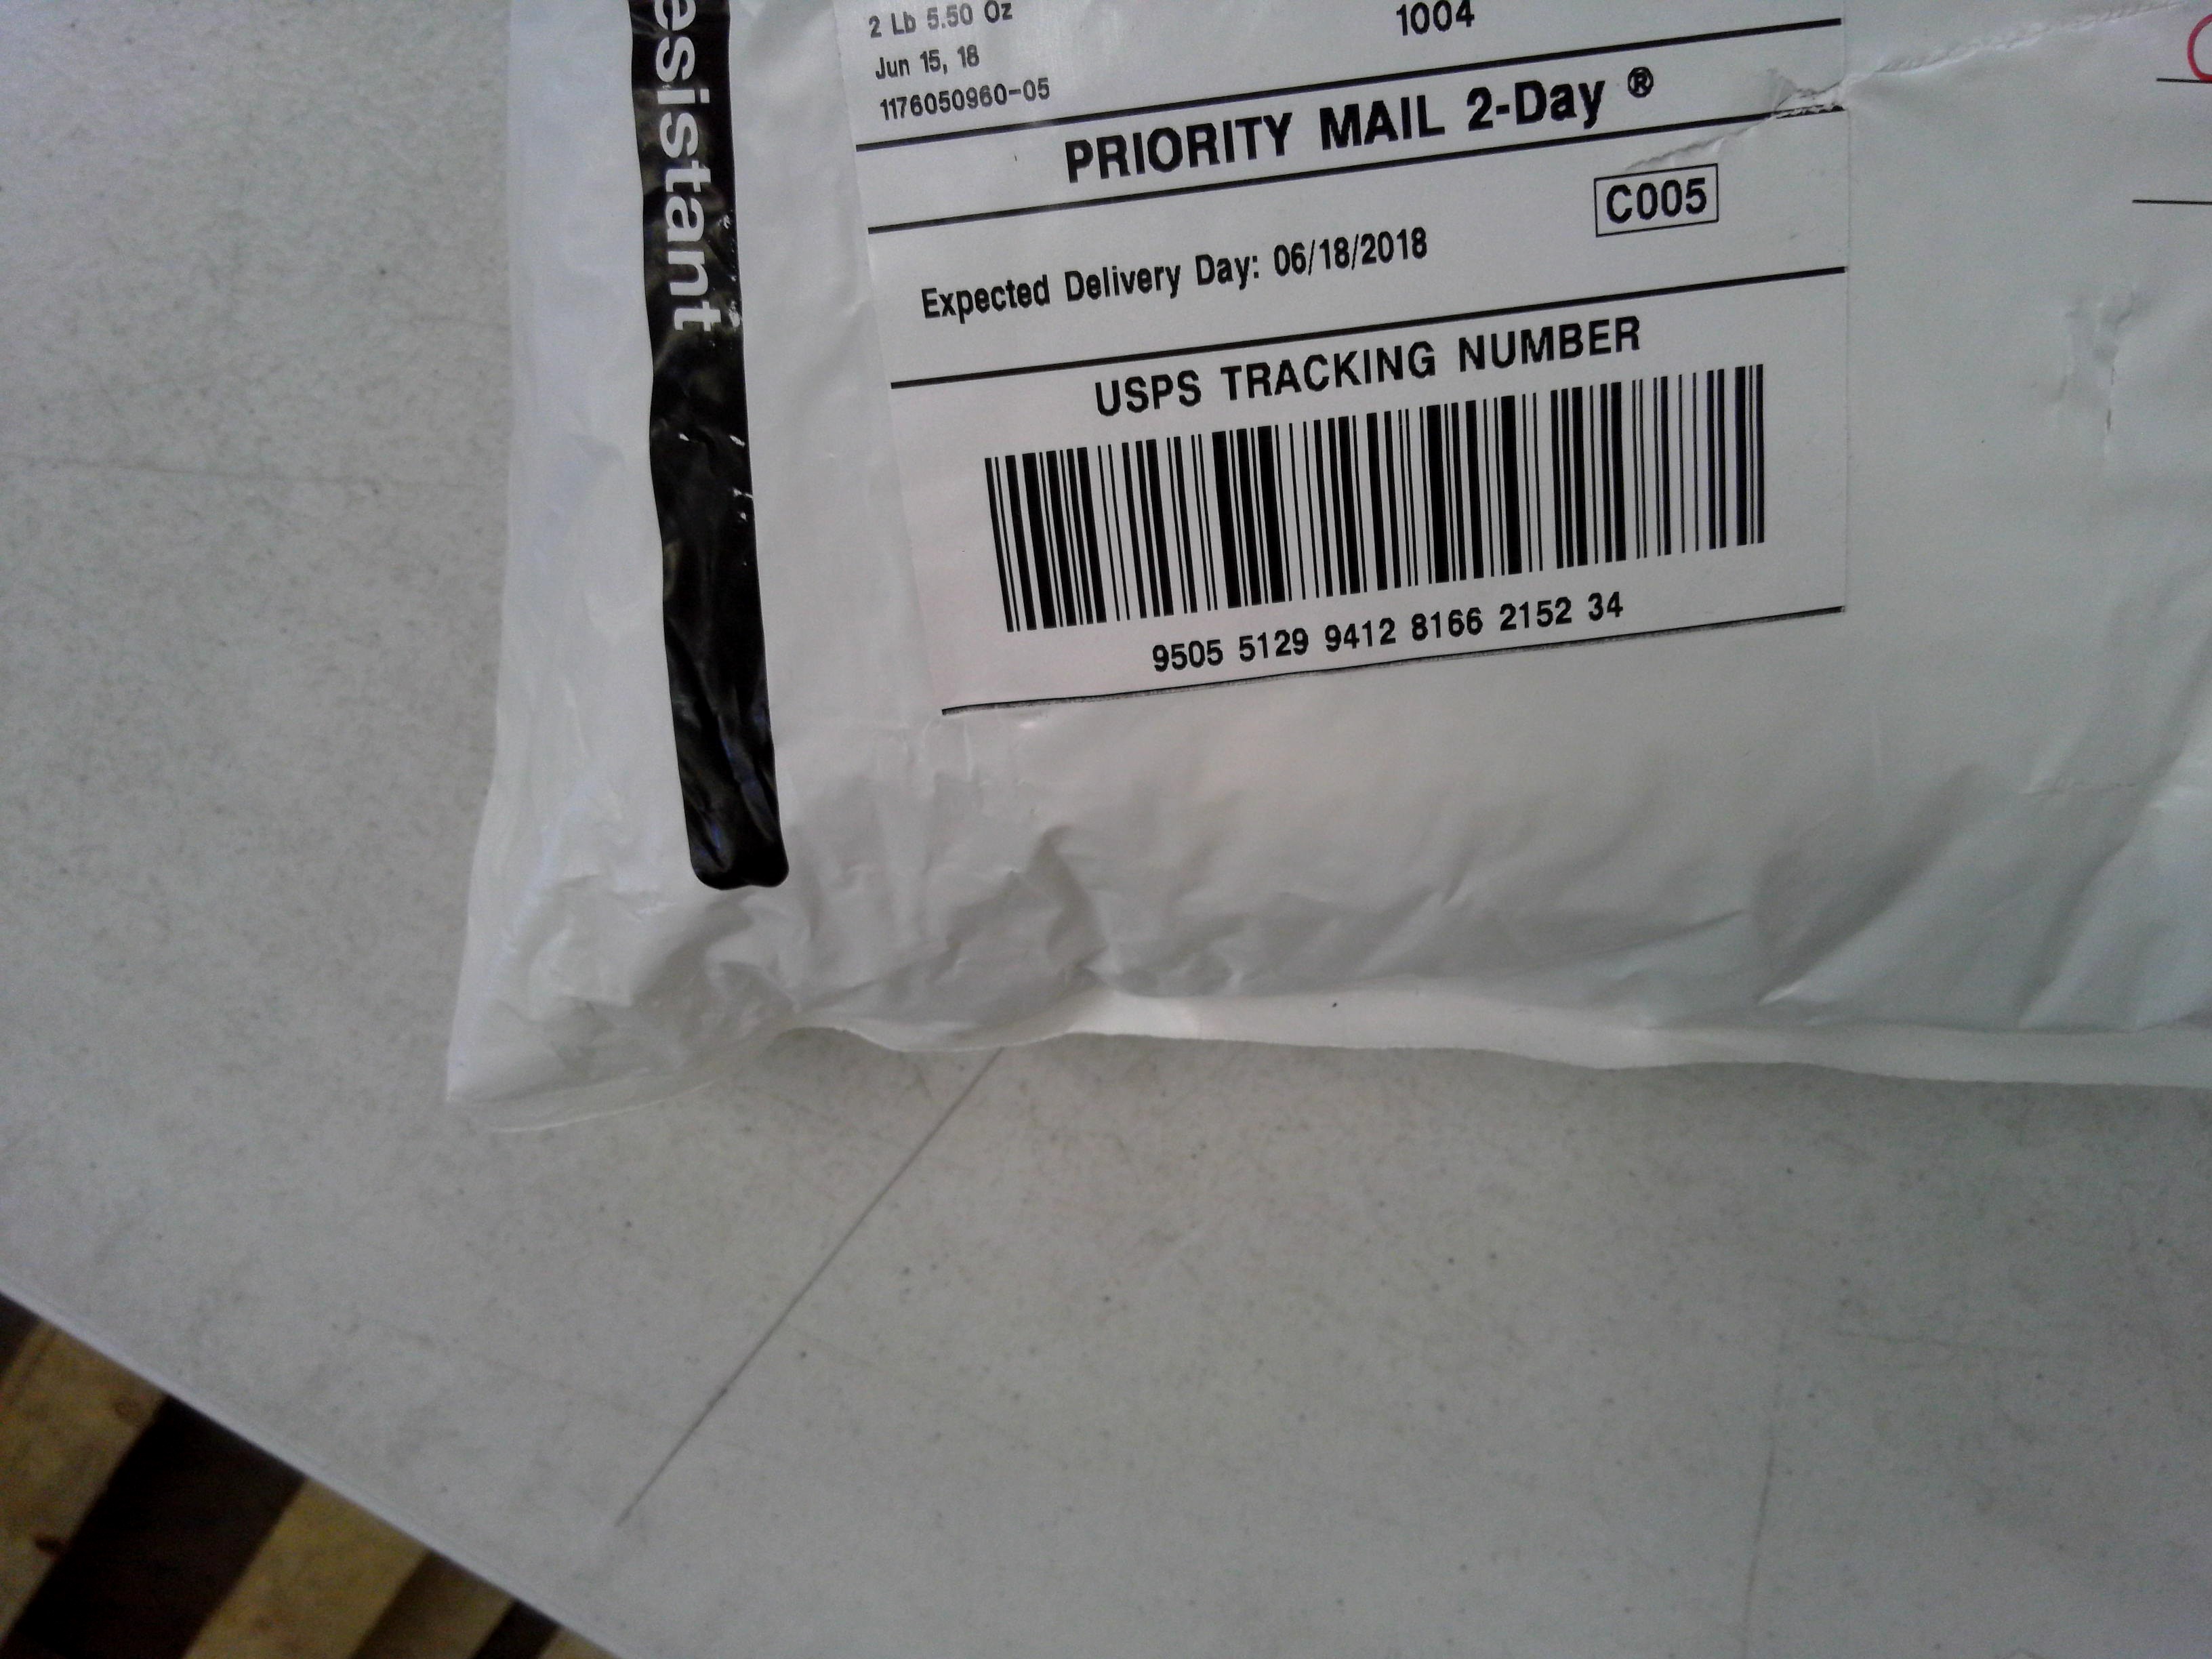 esistant
2 Lb 5.50 Oz
1004
Jun 15, 18
1176050960-05
PRIORITY MAIL 2-Day ®
C005
Expected Delivery Day: 06/18/2018
USPS TRACKING NUMBER
9505 5129 9412 8166 2152 34